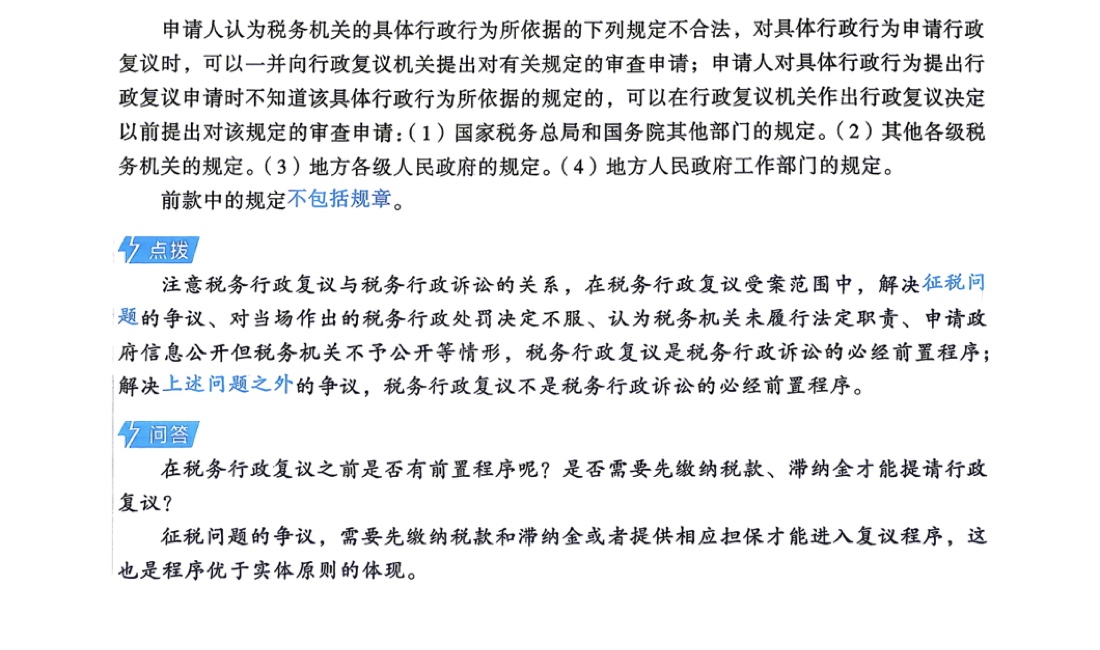 申请人认为税务机关的具体行政行为所依据的下列规定不合法，对具体行政行为申请行政
复议时，可以一并向行政复议机关提出对有关规定的审查申请；申请人对具体行政行为提出行
政复议申请时不知道该具体行政行为所依据的规定的，可以在行政复议机关作出行政复议决定
以前提出对该规定的审查申请：（1）国家税务总局和国务院其他部门的规定。（2）其他各级税
务机关的规定。（3）地方各级人民政府的规定。（4）地方人民政府工作部门的规定。
前款中的规定不包括规章。
点拨
注意税务行政复议与税务行政诉讼的关系，在税务行政复议受案范围中，解决征税问
题的争议、对当场作出的税务行政处罚决定不服、认为税务机关未履行法定职责、申请政
府信息公开但税务机关不予公开等情形，税务行政复议是税务行政诉讼的必经前置程序；
解决上述问题之外的争议，税务行政复议不是税务行政诉讼的必经前置程序。
问答
在税务行政复议之前是否有前置程序呢？是否需要先缴纳税款、滞纳金才能提请行政
复议？
征税问题的争议，需要先缴纳税款和滞纳金或者提供相应担保才能进入复议程序，这
也是程序优于实体原则的体现。